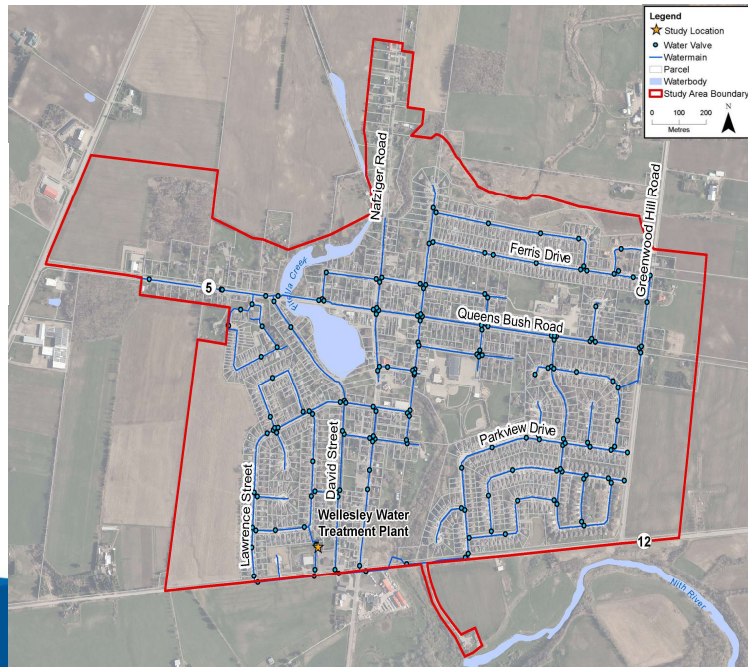 Legend
Study Location
Water Valve
Watermain
Parcel
Waterbody
Study Area Boundary
0 100 200
Metres
N
Nafziger Road
Greenwood Hill Road
Ferris Drive
5
Queens Bush Road
Parkview Drive
David Street
Lawrence Street
Wellesley Water
Treatment Plant
12
Nith River